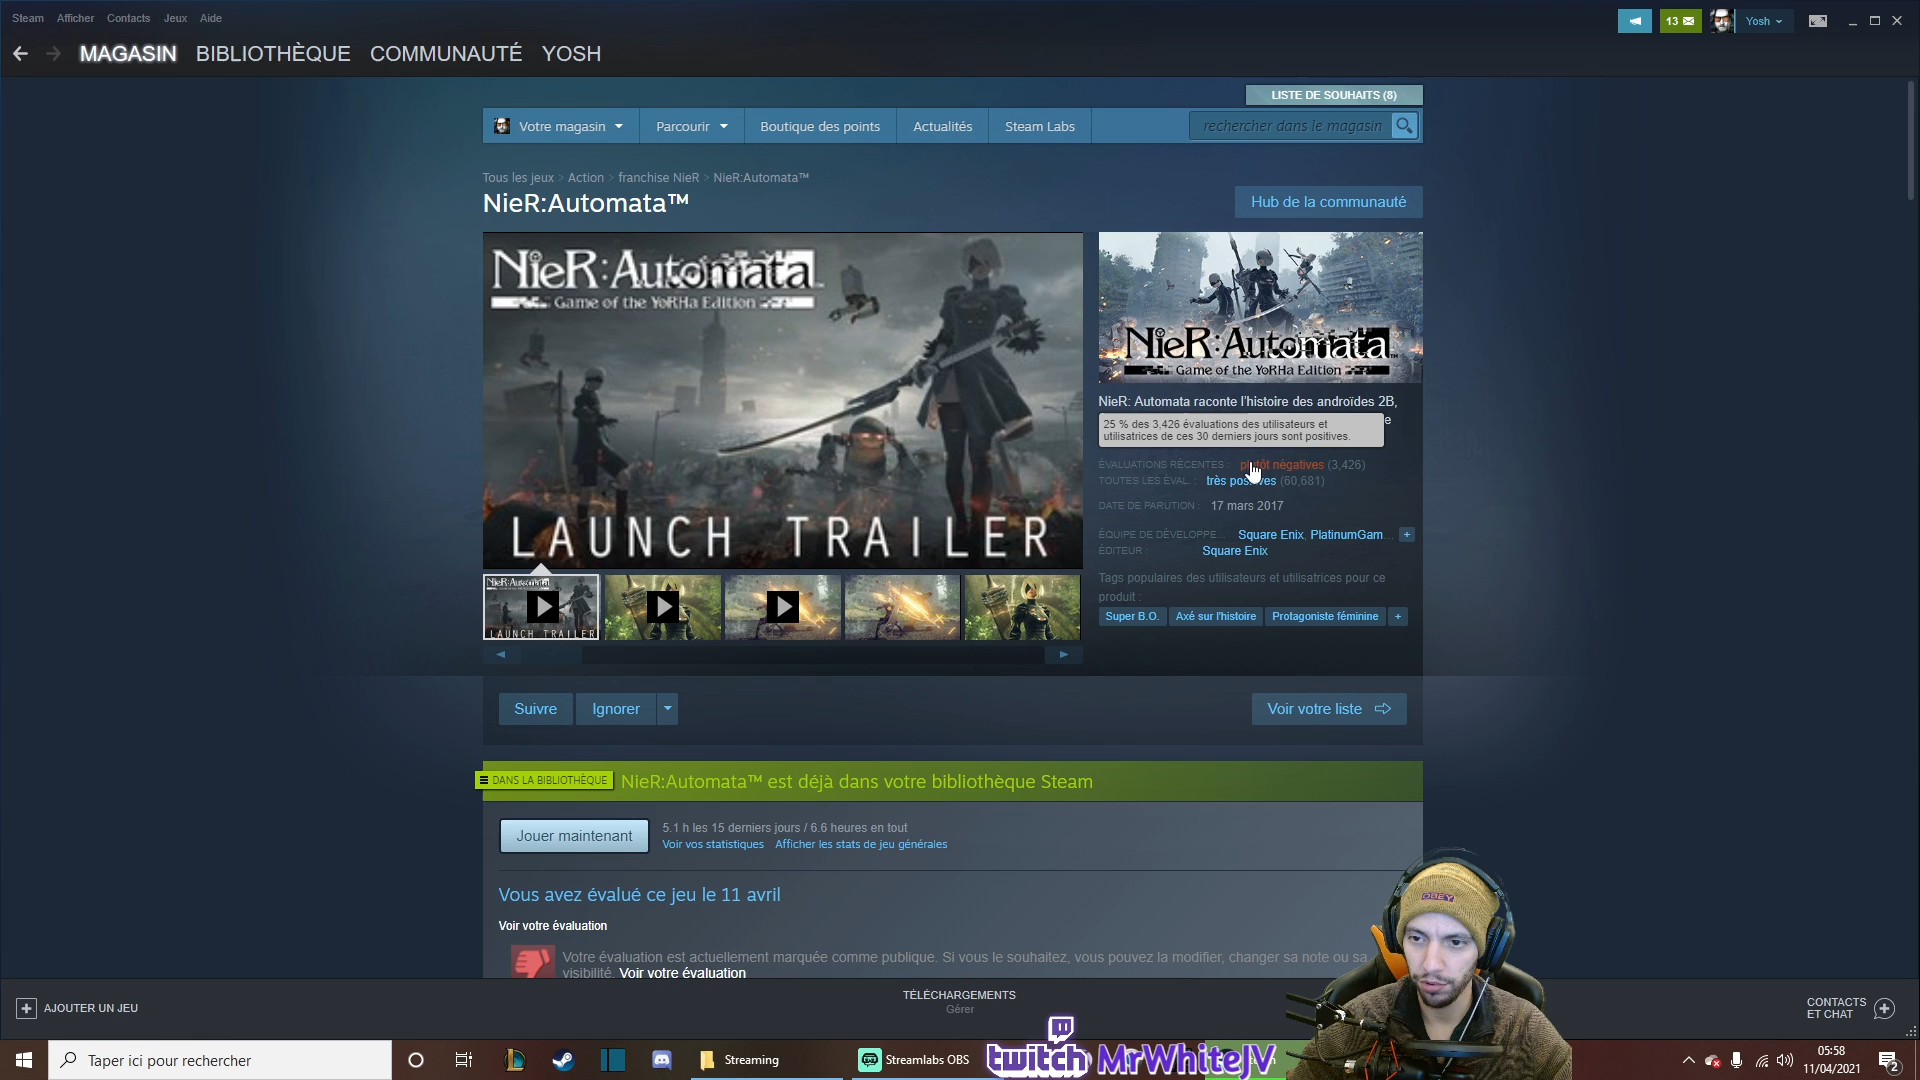 Steam Afficher Contacts Jeux Aide
13
Yosh
MAGASIN BIBLIOTHÈQUE COMMUNAUTÉ YOSH
LISTE DE SOUHAITS (8)
Votre magasin Parcourir Boutique des points Actualités Steam Labs
rechercher dans le magasin
Tous les jeux > Action > franchise NieR > NieR:Automata™
NieR:Automata™
Hub de la communauté
NieR:Automata
Game of the YoRHa Edition
LAUNCH TRAILER
NieR:Automata™
Game of the YoRHa Edition
NieR: Automata raconte l'histoire des androïdes 2B,
e
25 % des 3,426 évaluations des utilisateurs et
utilisatrices de ces 30 derniers jours sont positives.
ÉVALUATIONS RÉCENTES : négatives (3,426)
TOUTES LES ÉVAL. : très (60,681)
DATE DE PARUTION : 17 mars 2017
ÉQUIPE DE DÉVELOPPE... Square Enix, PlatinumGam... +
ÉDITEUR : Square Enix
Tags populaires des utilisateurs et utilisatrices pour ce
produit :
Super B.O. Axé sur l'histoire Protagoniste féminine +
NieR:Automata
LAUNCH TRAILER
Suivre Ignorer
Voir votre liste
DANS LA BIBLIOTHÈQUE NieR:Automata™ est déjà dans votre bibliothèque Steam
Jouer maintenant
5.1 h les 15 derniers jours / 6.6 heures en tout
Voir vos statistiques Afficher les stats de jeu générales
Vous avez évalué ce jeu le 11 avril
Voir votre évaluation
Votre évaluation est actuellement marquée comme publique. Si vous le souhaitez, vous pouvez la modifier, changer sa note ou sa
visibilité. Voir votre évaluation
OBEY
AJOUTER UN JEU
TÉLÉCHARGEMENTS
Gérer
CONTACTS
ET CHAT
Taper ici pour rechercher
Streaming
Streamlabs OBS
twitch MrWhiteJV
05:58
11/04/2021
2